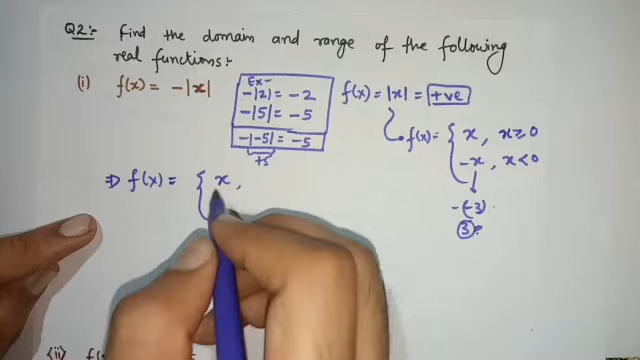 Q2:- Find the domain and range of the following
real functions:-
(i) f(x) = -|x|
Ex-
-|2| = -2
-|5| = -5
-|-5| = -5
+5
f(x) = |x| = +ve
f(x) = { x, x ≥ 0
-x, x < 0
-(-3)
3
⇒ f(x) = { x,
(ii) f(x